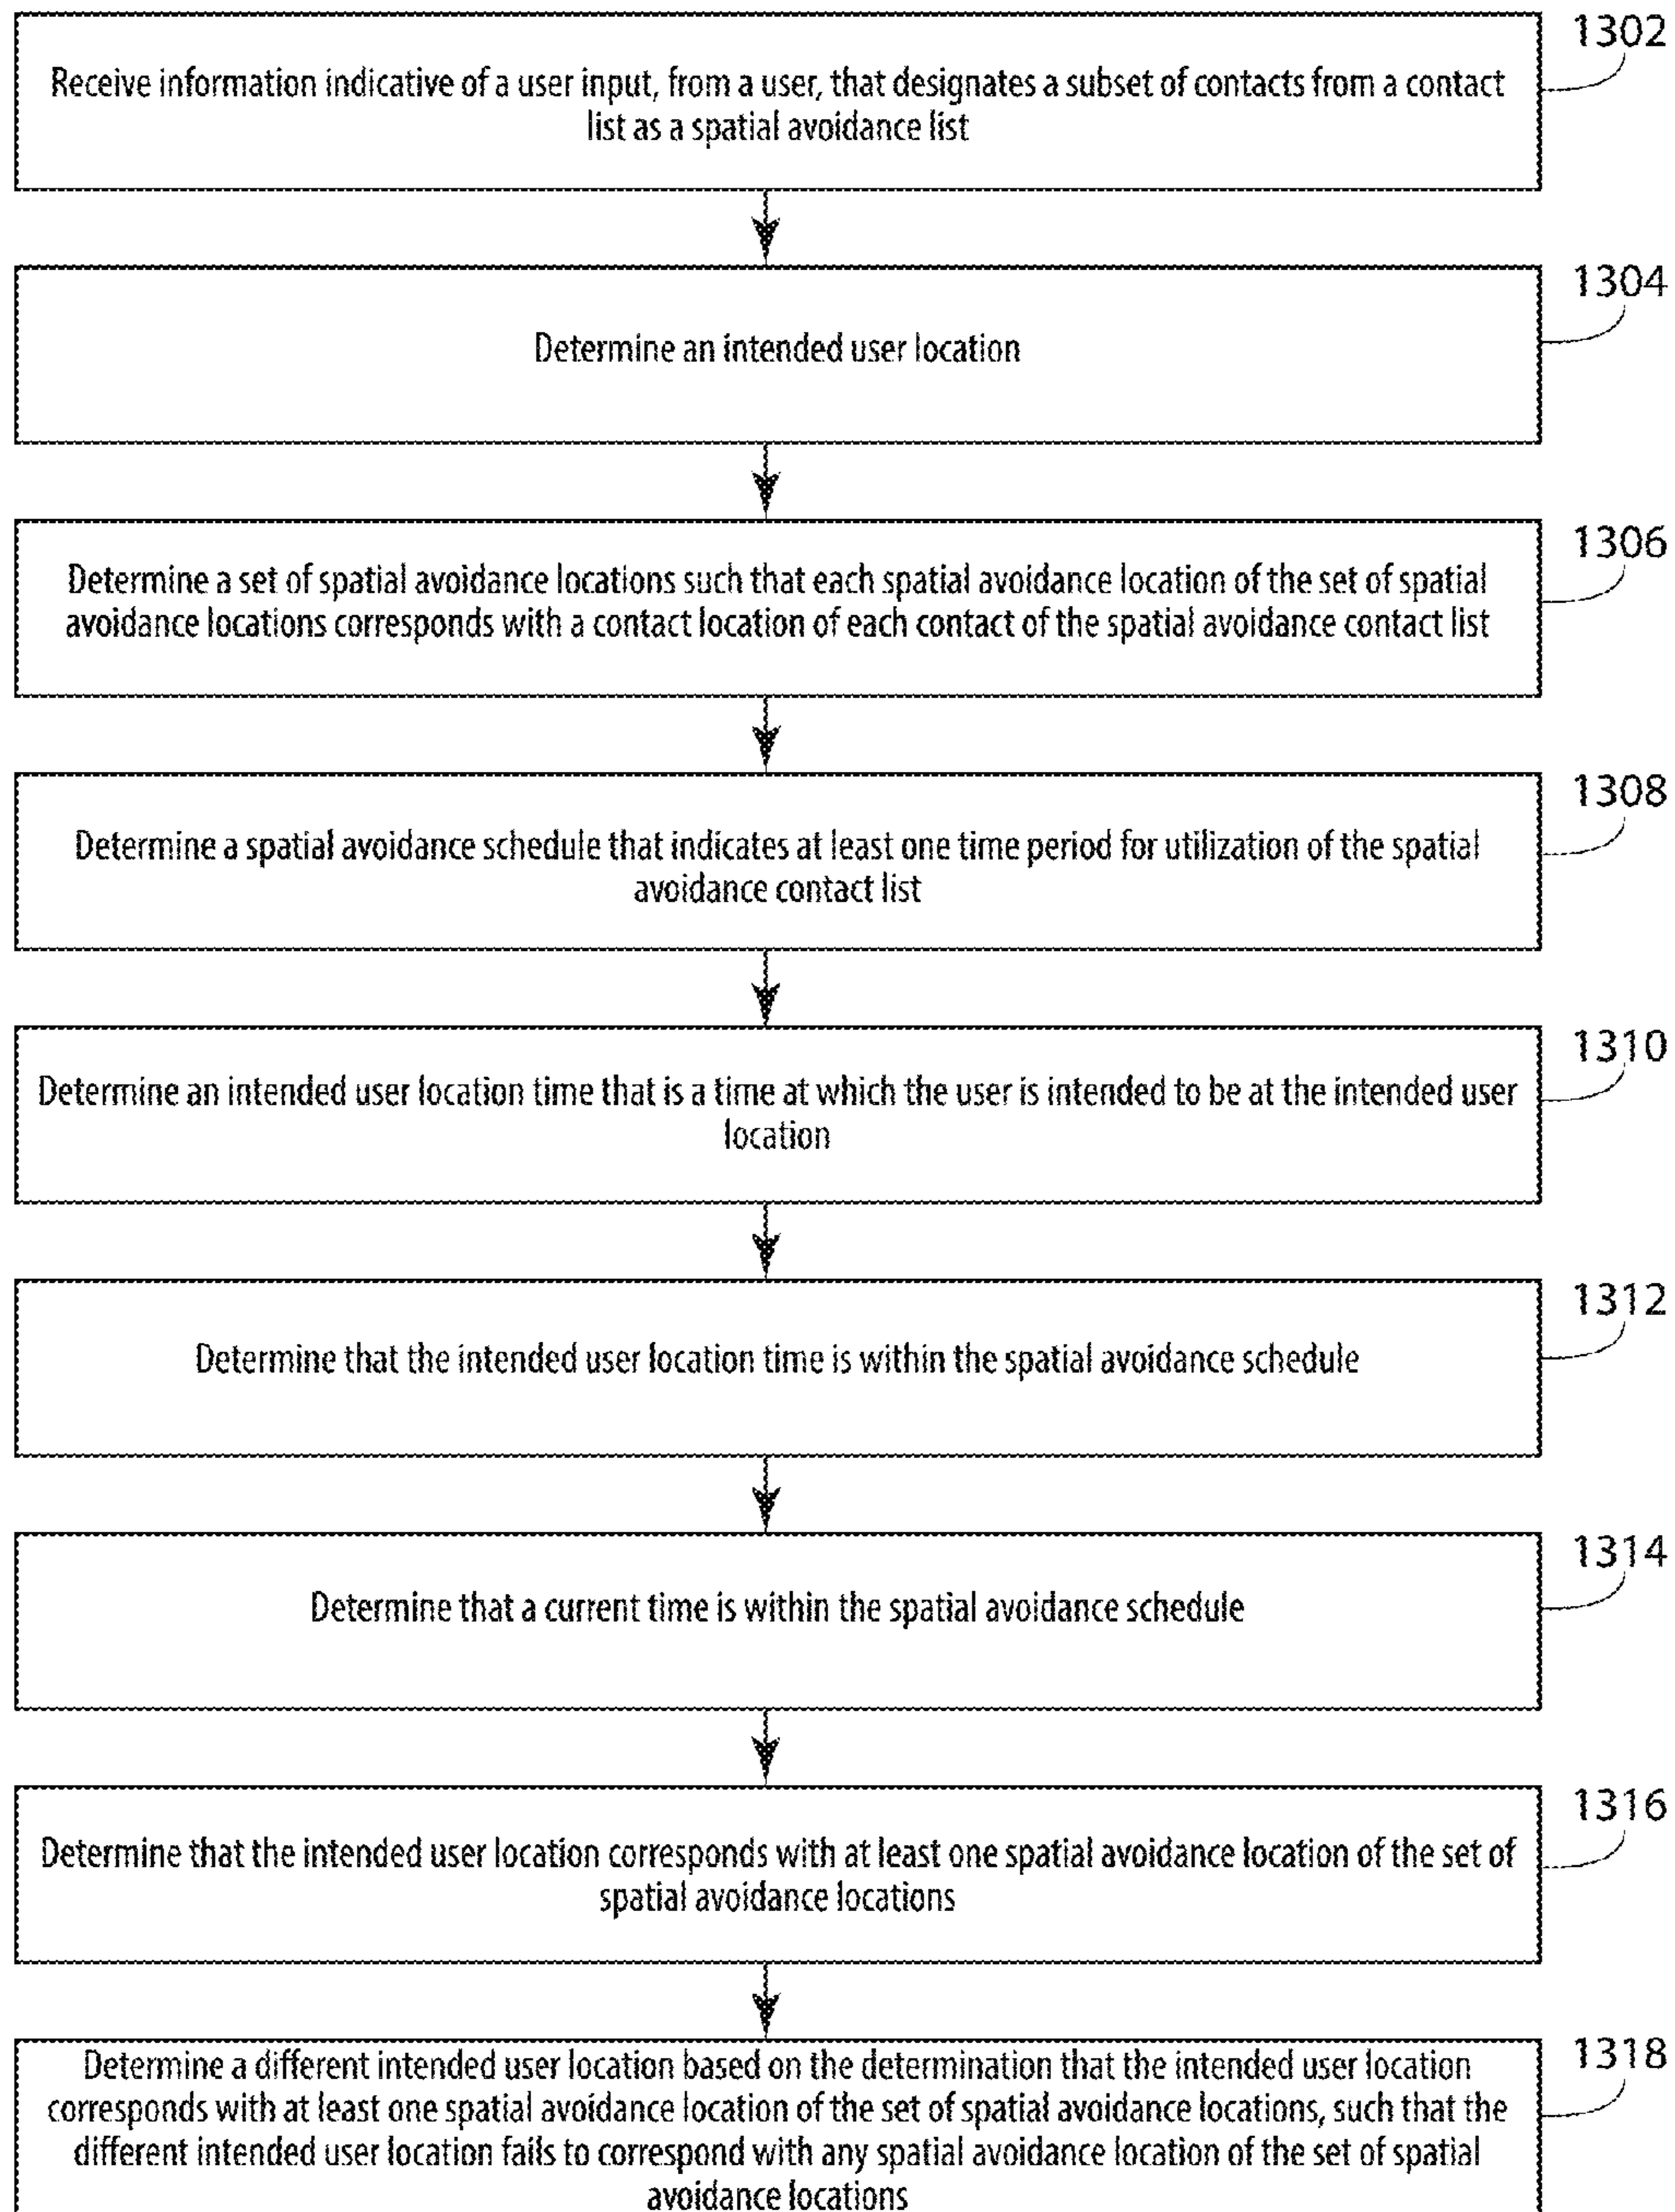 1302
Receive information indicative of a user input, from a user, that designates a subset of contacts from a contact
list as a spatial avoidance list
1304
Determine an intended user location
1306
Determine a set of spatial avoidance locations such that each spatial avoidance location of the set of spatial
avoidance locations corresponds with a contact location of each contact of the spatial avoidance contact list
1308
Determine a spatial avoidance schedule that indicates at least one time period for utilization of the spatial
avoidance contact list
1310
Determine an intended user location time that is a time at which the user is intended to be at the intended user
location
1312
Determine that the intended user location time is within the spatial avoidance schedule
1314
Determine that a current time is within the spatial avoidance schedule
1316
Determine that the intended user location corresponds with at least one spatial avoidance location of the set of
spatial avoidance locations
1318
Determine a different intended user location based on the determination that the intended user location
corresponds with at least one spatial avoidance location of the set of spatial avoidance locations, such that the
different intended user location fails to correspond with any spatial avoidance location of the set of spatial
avoidance locations